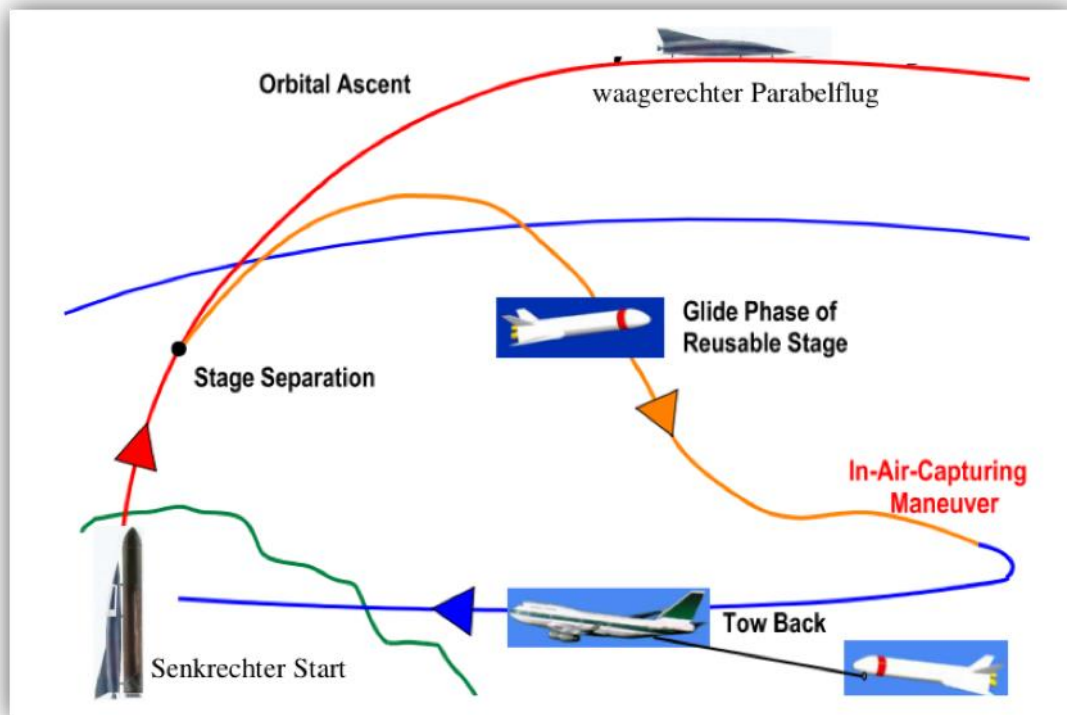 Orbital Ascent
waagerechter Parabelflug
Glide Phase of
Reusable Stage
Stage Separation
In-Air-Capturing
Maneuver
Tow Back
Senkrechter Start